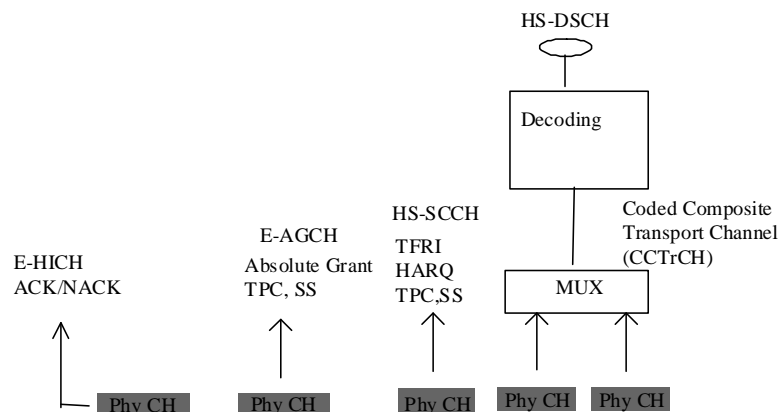 HS-DSCH
Decoding
Coded Composite
Transport Channel
(CCTrCH)
HS-SCCH
TFRI
HARQ
TPC,SS
E-AGCH
Absolute Grant
TPC, SS
E-HICH
ACK/NACK
MUX
Phy CH
Phy CH
Phy CH
Phy CH
Phy CH